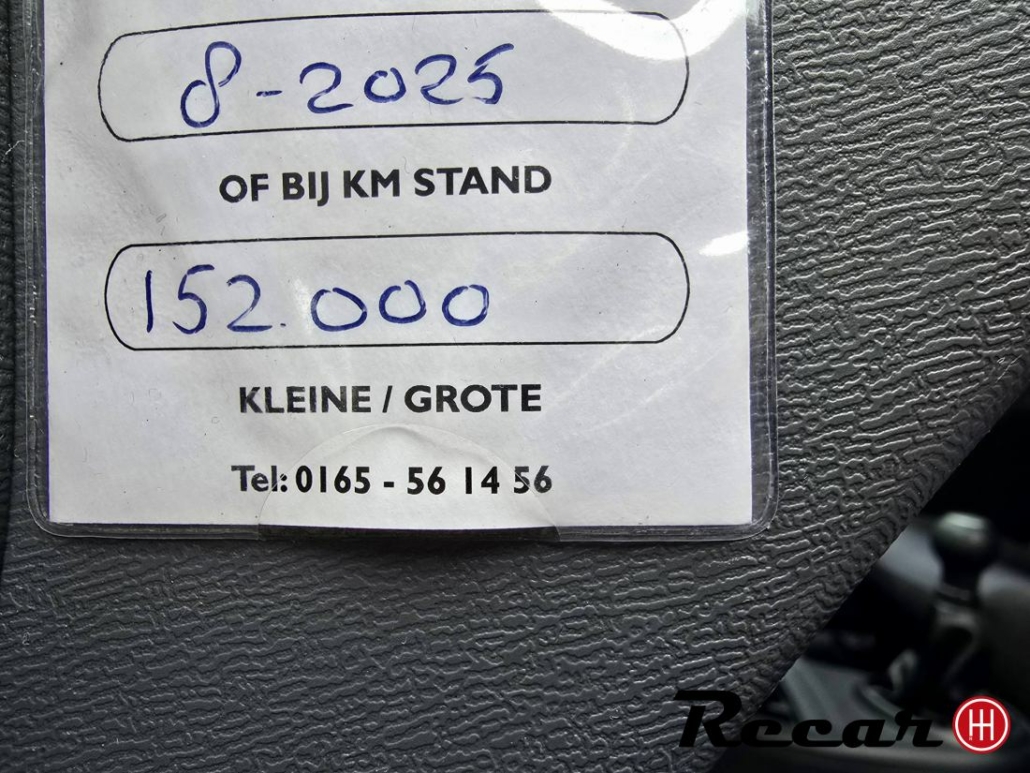 8-2025
OF BIJ KM STAND
152.000
KLEINE / GROTE
Tel: 0165 - 56 14 56
Recar H